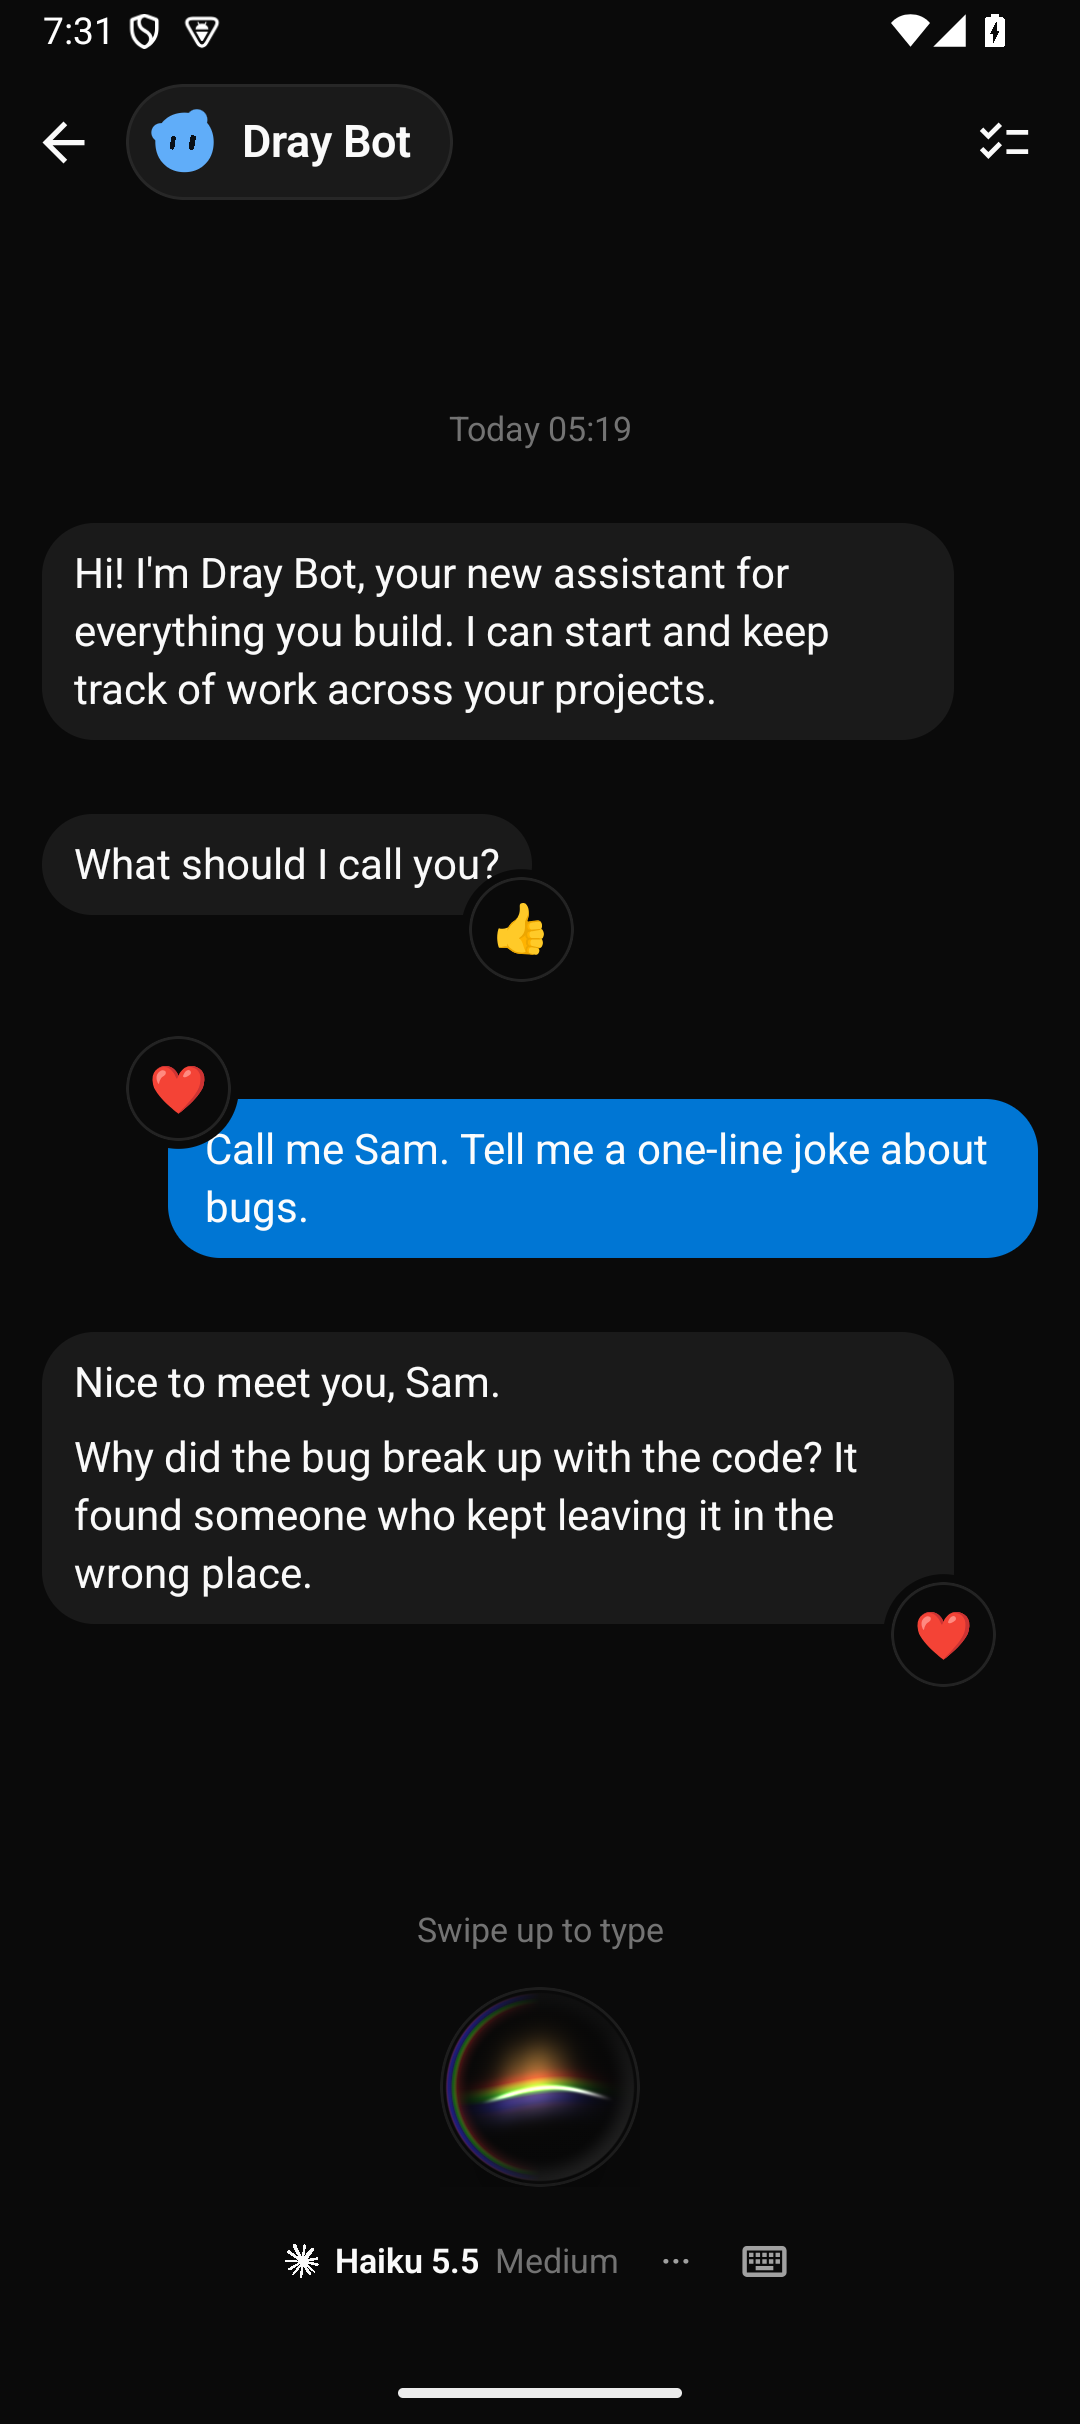 7:31
Dray Bot
Today 05:19
Hi! I'm Dray Bot, your new assistant for
everything you build. I can start and keep
track of work across your projects.
What should I call you?
Call me Sam. Tell me a one-line joke about
bugs.
Nice to meet you, Sam.
Why did the bug break up with the code? It
found someone who kept leaving it in the
wrong place.
Swipe up to type
Haiku 5.5 Medium ...